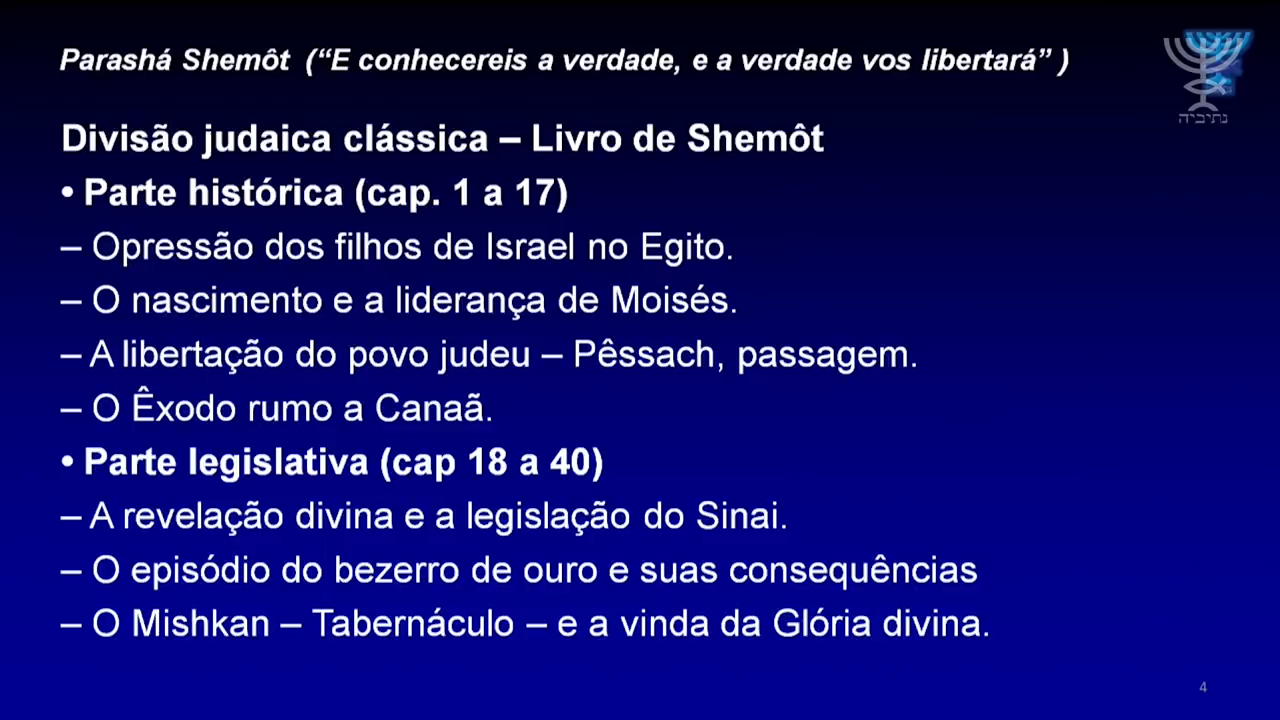 Parashá Shemôt (“E conhecereis a verdade, e a verdade vos libertará” )
נתיביה
Divisão judaica clássica – Livro de Shemôt
• Parte histórica (cap. 1 a 17)
– Opressão dos filhos de Israel no Egito.
– O nascimento e a liderança de Moisés.
– A libertação do povo judeu – Pêssach, passagem.
– O Êxodo rumo a Canaã.
• Parte legislativa (cap 18 a 40)
– A revelação divina e a legislação do Sinai.
– O episódio do bezerro de ouro e suas consequências
– O Mishkan – Tabernáculo – e a vinda da Glória divina.
4